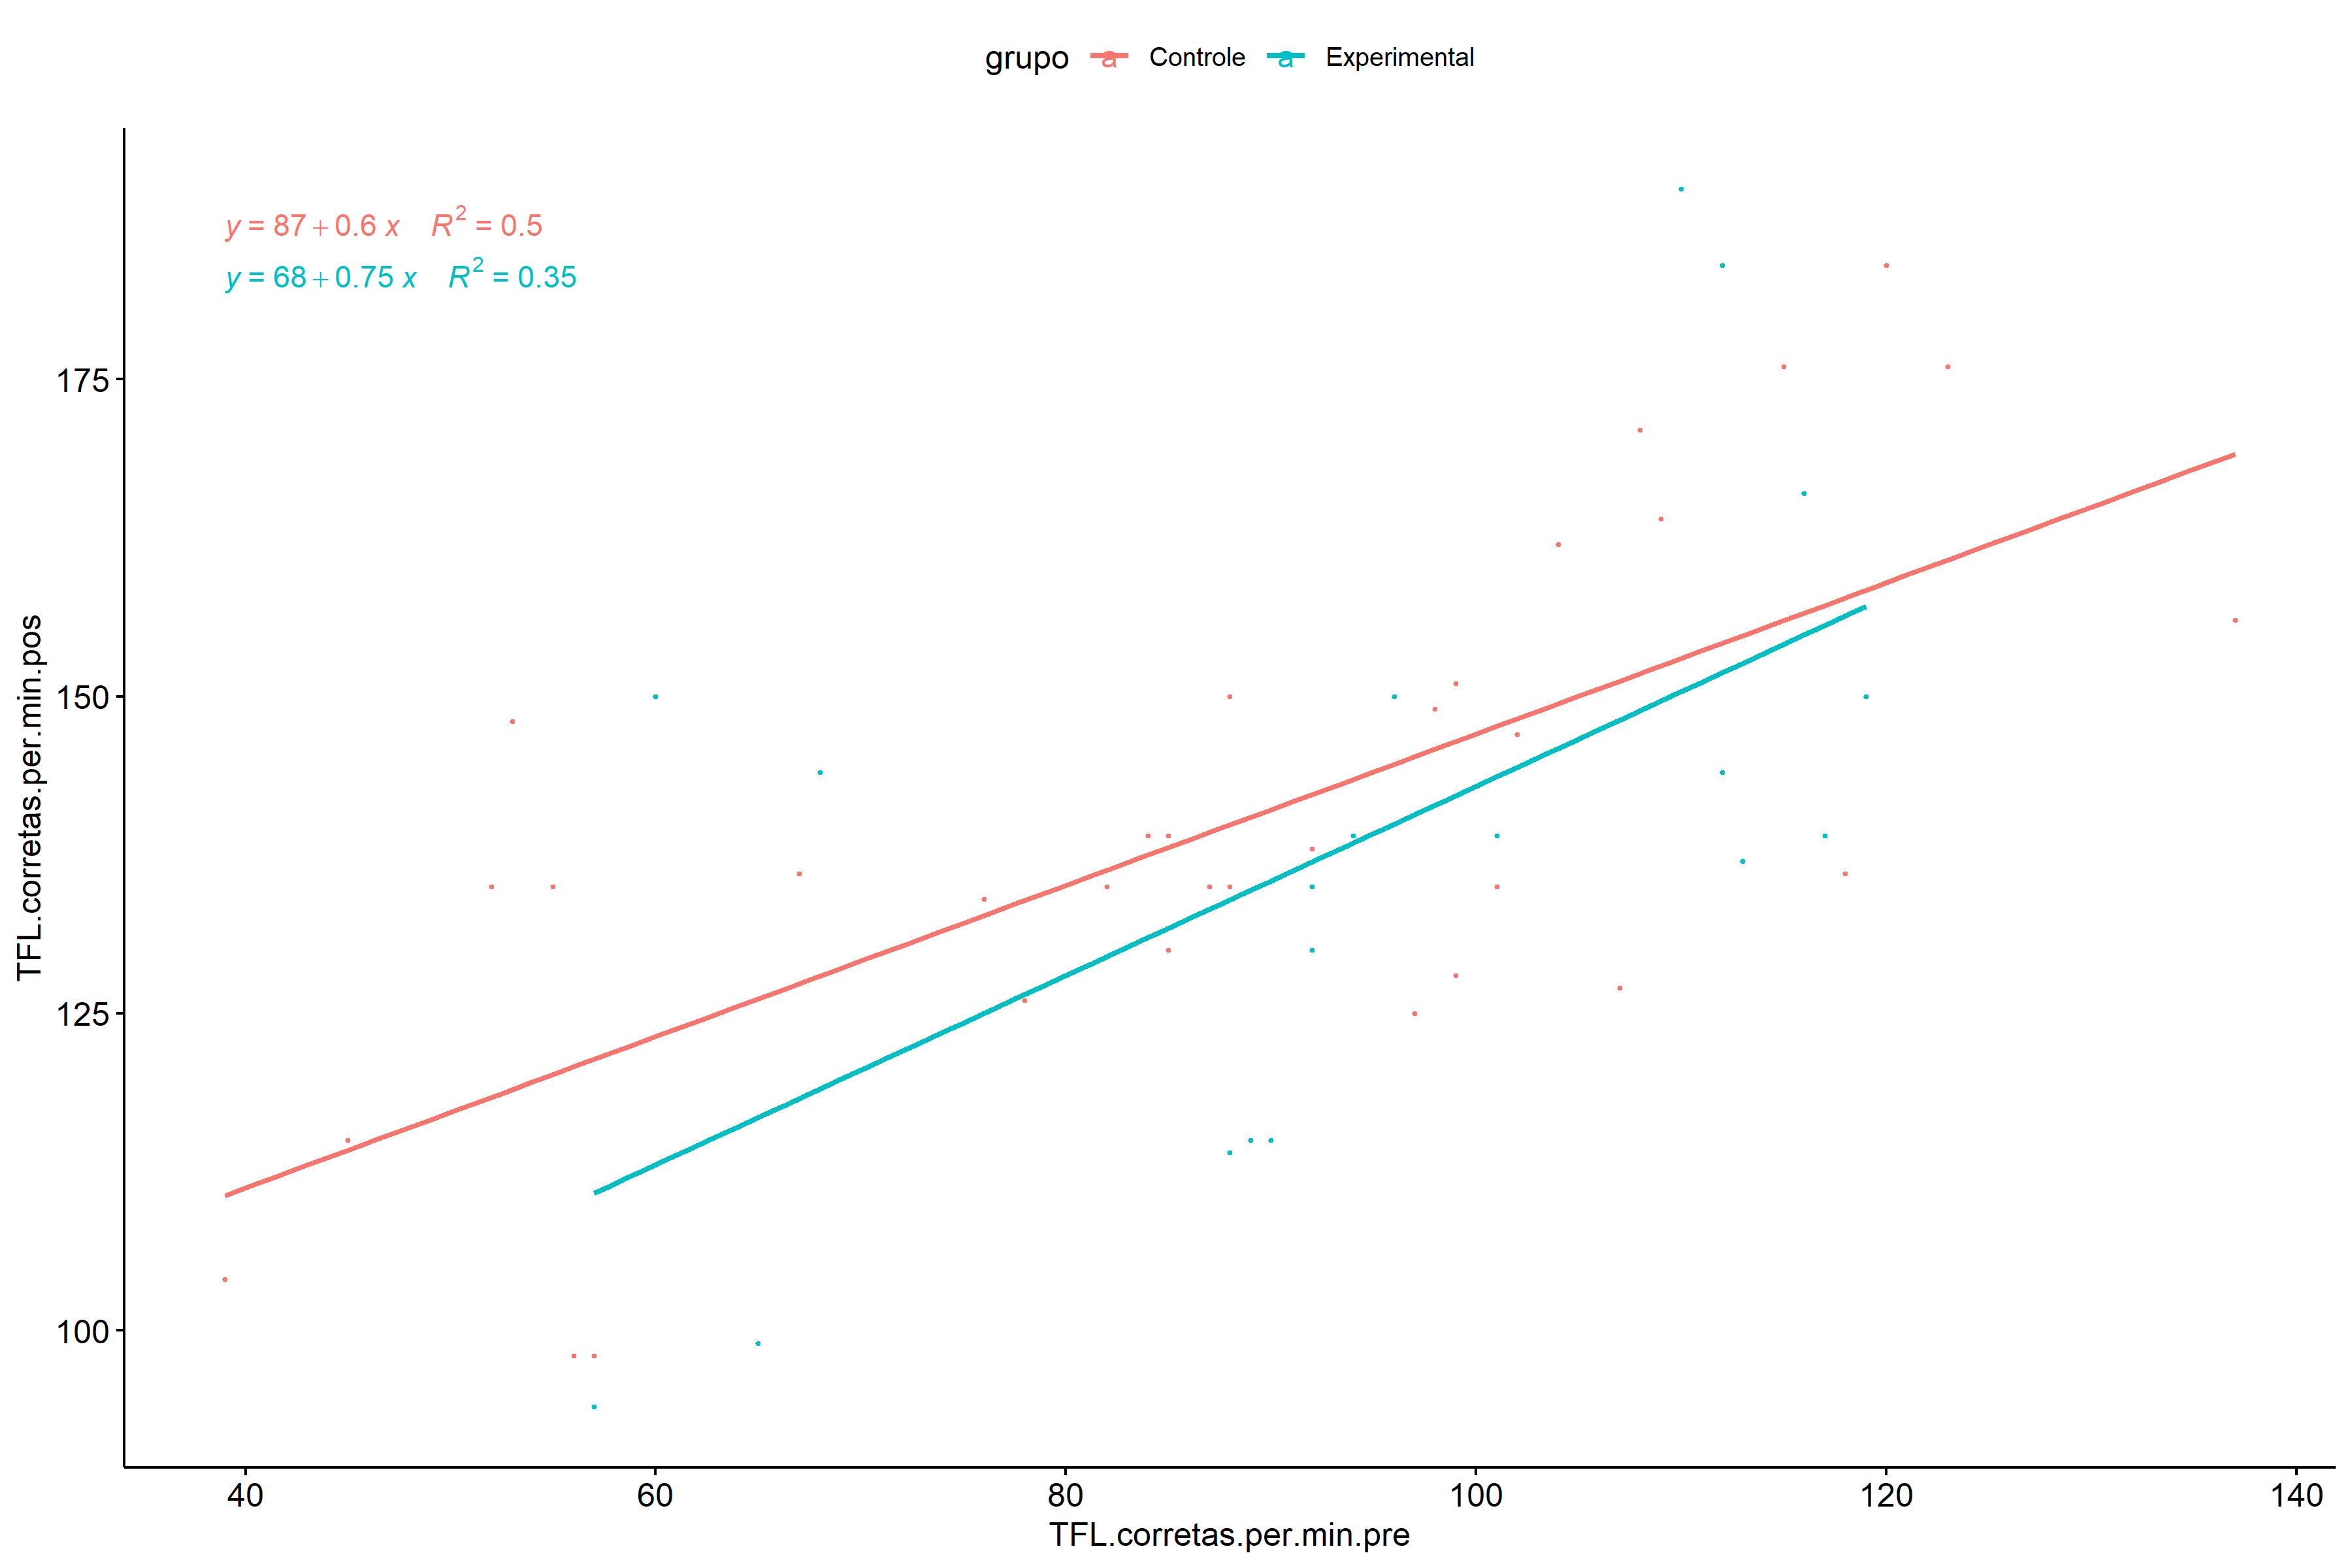 grupo a Controle a Experimental
y = 87 + 0.6 x R² = 0.5
y = 68 + 0.75 x R² = 0.35
175
150
125
100
TFL.corretas.per.min.pos
40 60 80 100 120 140
TFL.corretas.per.min.pre